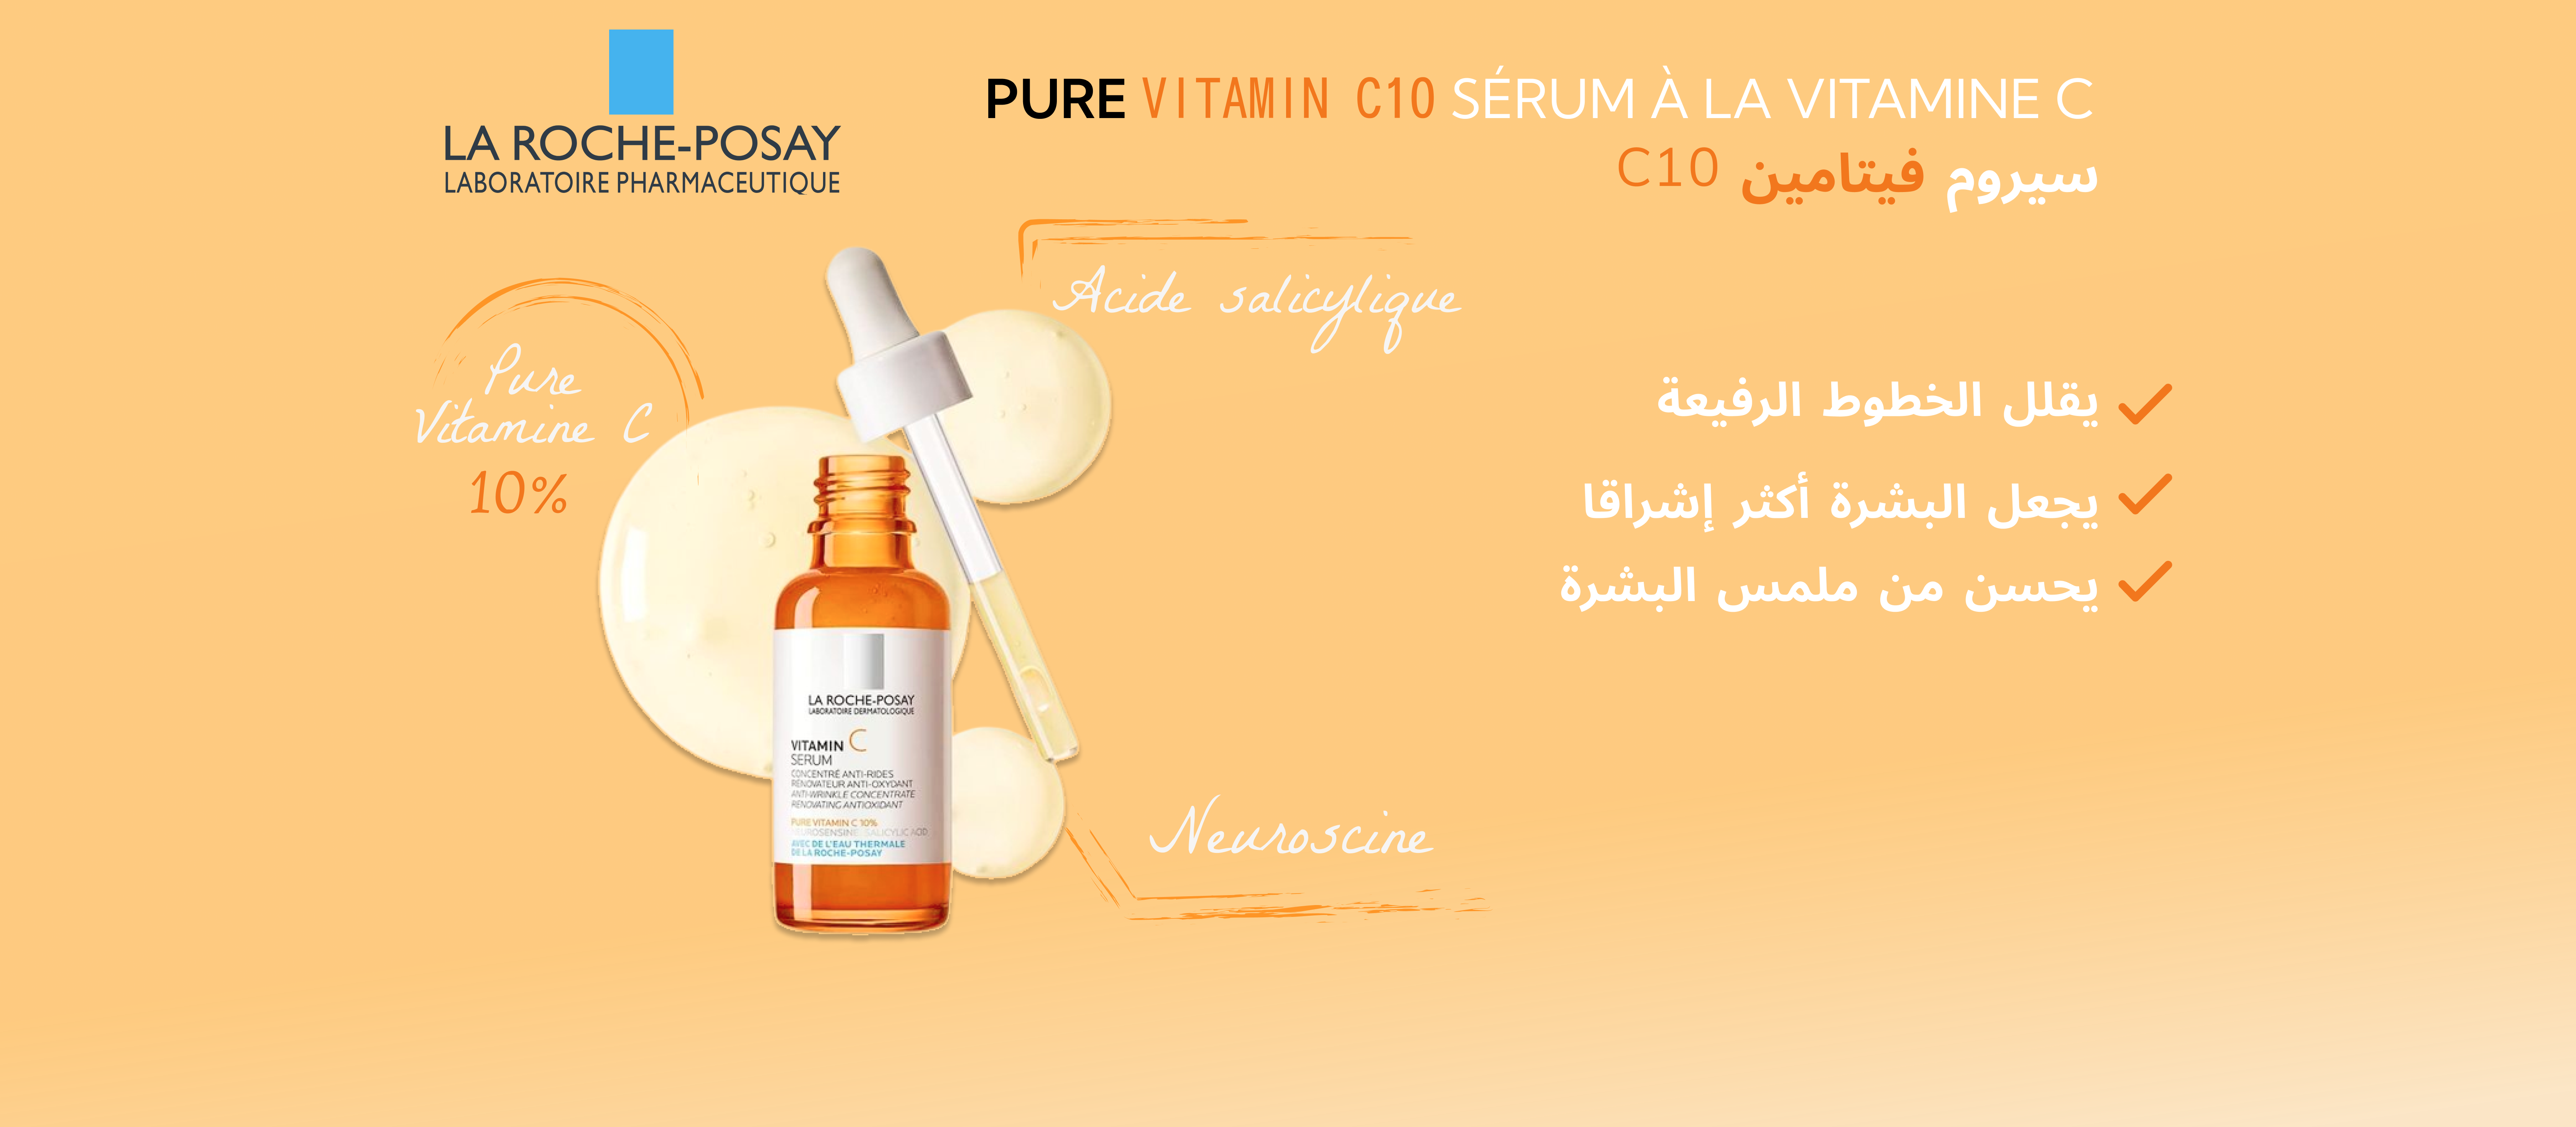 LA ROCHE-POSAY
LABORATOIRE PHARMACEUTIQUE
PURE VITAMIN C10 SÉRUM À LA VITAMINE C
سيروم فيتامين C10
Acide salicylique
Pure
Vitamine C
10%
يقلل الخطوط الرفيعة
يجعل البشرة أكثر إشراقا
يحسن من ملمس البشرة
LA ROCHE-POSAY
LABORATOIRE DERMATOLOGIQUE
VITAMIN C
SERUM
CONCENTRÉ ANTI-RIDES
RÉNOVATEUR ANTI-OXYDANT
ANTI-WRINKLE CONCENTRATE
RENOVATING ANTIOXIDANT
PURE VITAMIN C 10%
SALICYLIC ACID
AVEC DE L'EAU THERMALE
DE LA ROCHE-POSAY
Neuroscine